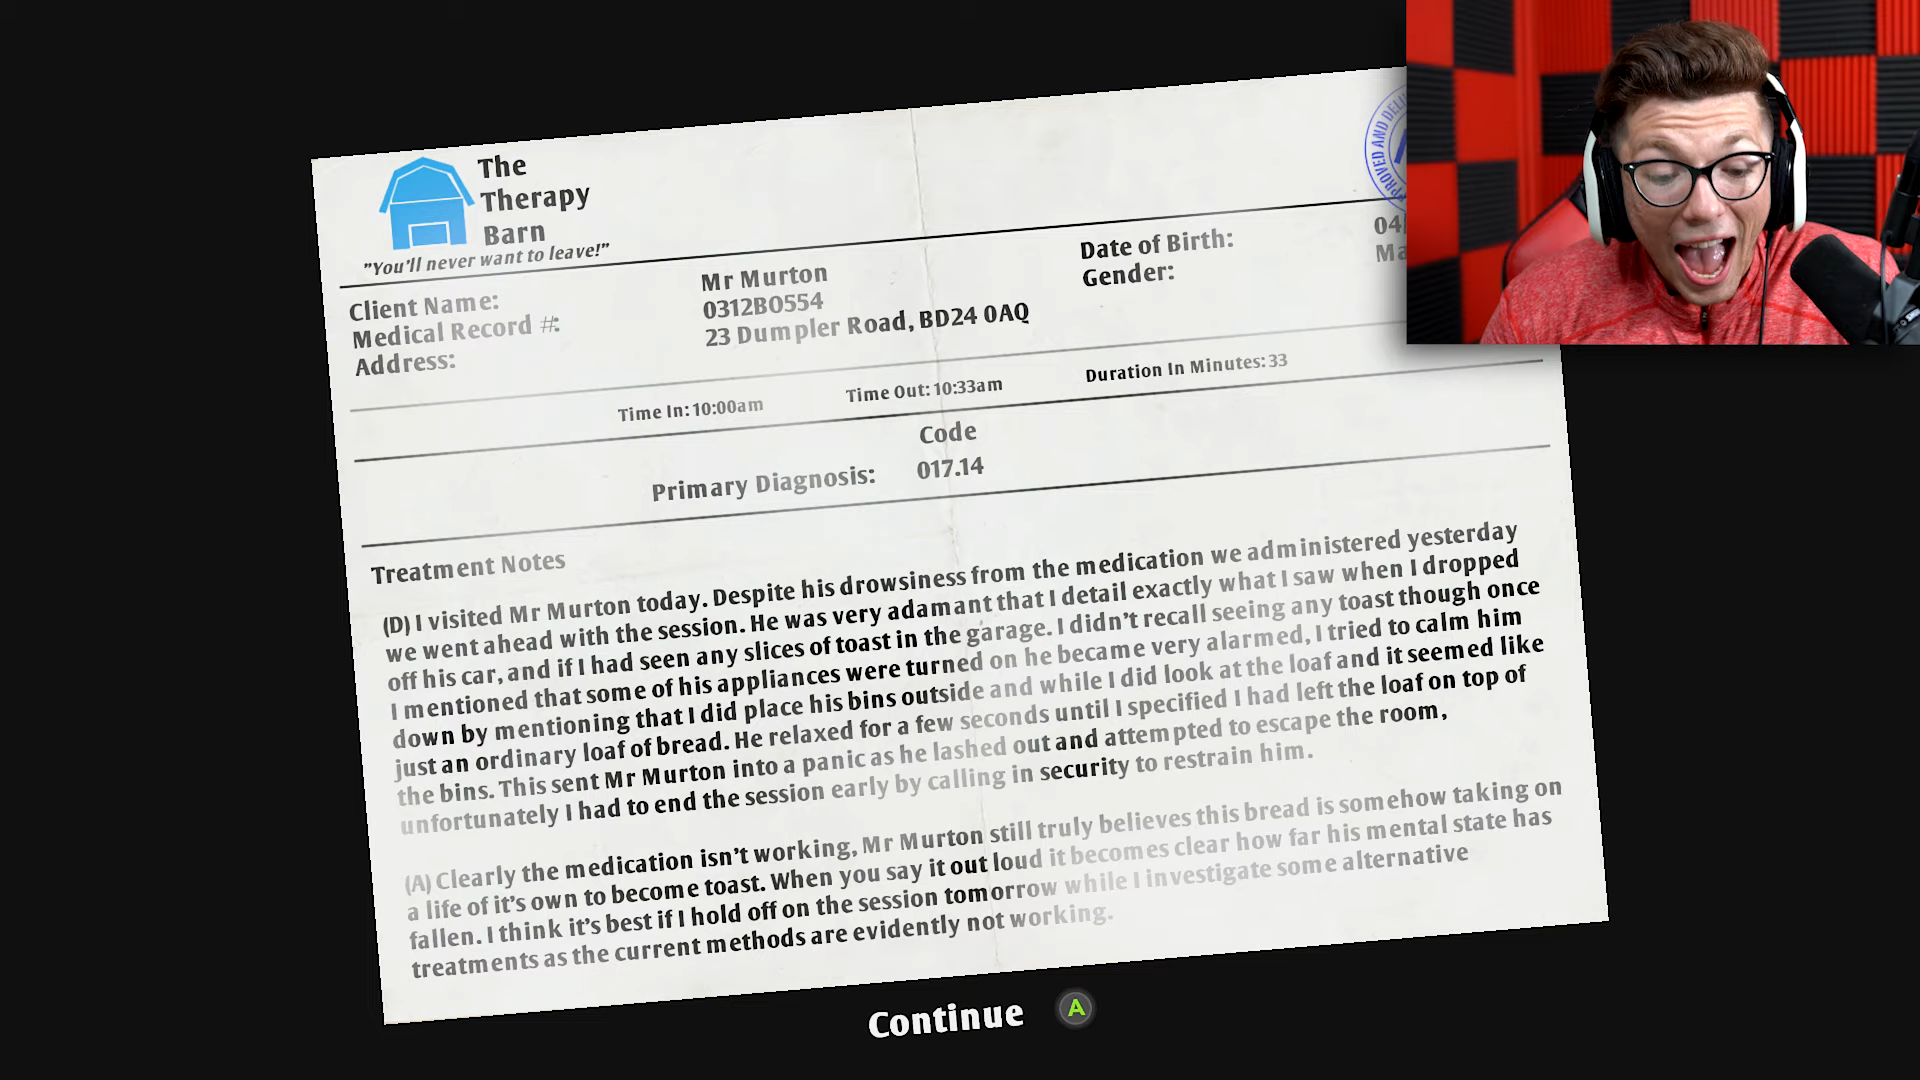 The
Therapy
Barn
"You'll never want to leave!"
Client Name: Mr Murton
Medical Record #: 0312BO554
Address: 23 Dumpler Road, BD24 0AQ
Date of Birth: 04
Gender: Ma
PROVED AND DELI
Time In: 10:00am Time Out: 10:33am Duration In Minutes: 33
Code
Primary Diagnosis: 017.14
Treatment Notes
(D) I visited Mr Murton today. Despite his drowsiness from the medication we administered yesterday
we went ahead with the session. He was very adamant that I detail exactly what I saw when I dropped
off his car, and if I had seen any slices of toast in the garage. I didn't recall seeing any toast though once
I mentioned that some of his appliances were turned on he became very alarmed, I tried to calm him
down by mentioning that I did place his bins outside and while I did look at the loaf and it seemed like
just an ordinary loaf of bread. He relaxed for a few seconds until I specified I had left the loaf on top of
the bins. This sent Mr Murton into a panic as he lashed out and attempted to escape the room,
unfortunately I had to end the session early by calling in security to restrain him.
(A) Clearly the medication isn't working, Mr Murton still truly believes this bread is somehow taking on
a life of it's own to become toast. When you say it out loud it becomes clear how far his mental state has
fallen. I think it's best if I hold off on the session tomorrow while I investigate some alternative
treatments as the current methods are evidently not working.
Continue A